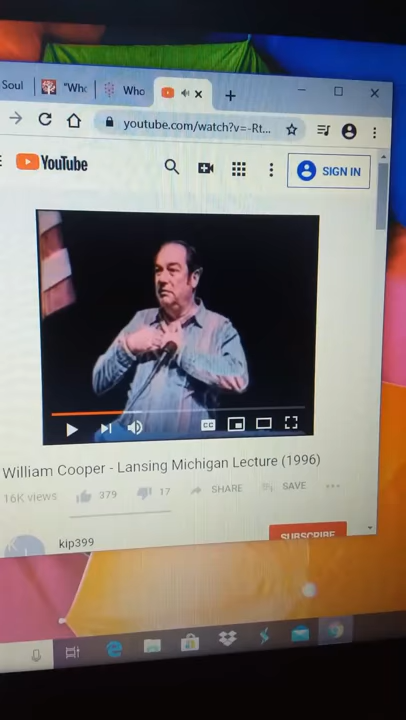 Soul "Who Who
youtube.com/watch?v=-Rt...
YouTube SIGN IN
CC
William Cooper - Lansing Michigan Lecture (1996)
16K views 379 17 SHARE SAVE
kip399 SUBSCRIBE